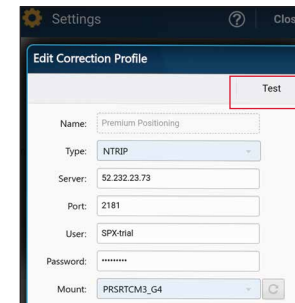 Settings
Clos
Edit Correction Profile
Test
Name: Premium Positioning
Type: NTRIP
Server: 52.232.23.73
Port: 2181
User: SPX-trial
Password: •••••••••
Mount: PRSRTCM3_G4